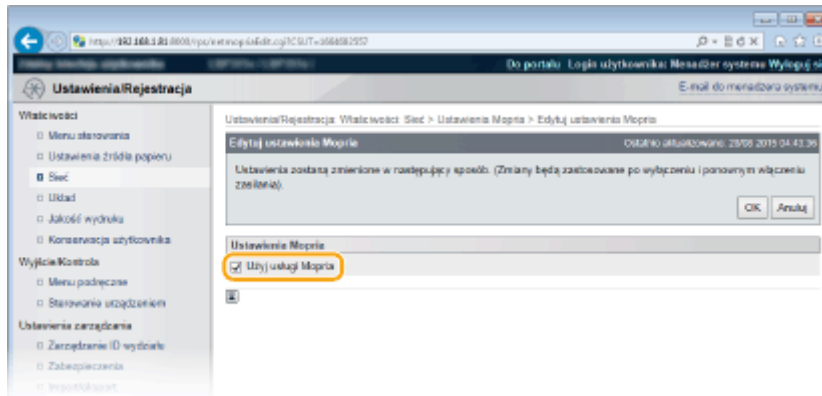 Do portalu Login użytkownika: Menadżer systemu Wyloguj si
Ustawienia/Rejestracja
E-mail do menadżera systemu
Właściwości
Menu sterowania
Ustawienia źródła papieru
Sieć
Układ
Jakość wydruku
Konserwacja użytkownika
Wyjście/Kontrola
Menu podręczne
Sterowanie urządzeniem
Ustawienia zarządzania
Zarządzanie ID wydziału
Zabezpieczenia
Import/eksport
Ustawienia/Rejestracja: Właściwości: Sieć > Ustawienia Mopria > Edytuj ustawienia Mopria
Edytuj ustawienia Mopria
Ostatnio aktualizowano: 28/08 2015 04:43:36
Ustawienia zostaną zmienione w następujący sposób. (Zmiany będą zastosowane po wyłączeniu i ponownym włączeniu
zasilania).
OK Anuluj
Ustawienia Mopria
Użyj usługi Mopria